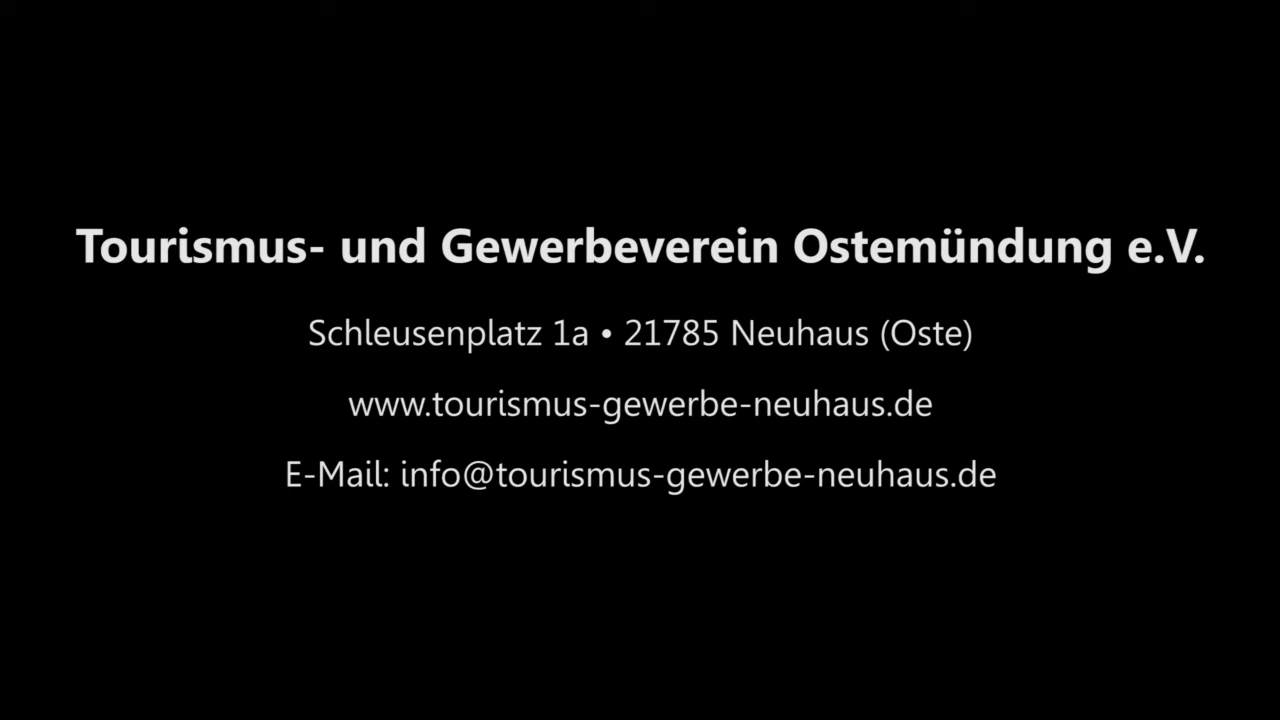 Tourismus- und Gewerbeverein Ostemündung e.V.
Schleusenplatz 1a • 21785 Neuhaus (Oste)
www.tourismus-gewerbe-neuhaus.de
E-Mail: info@tourismus-gewerbe-neuhaus.de